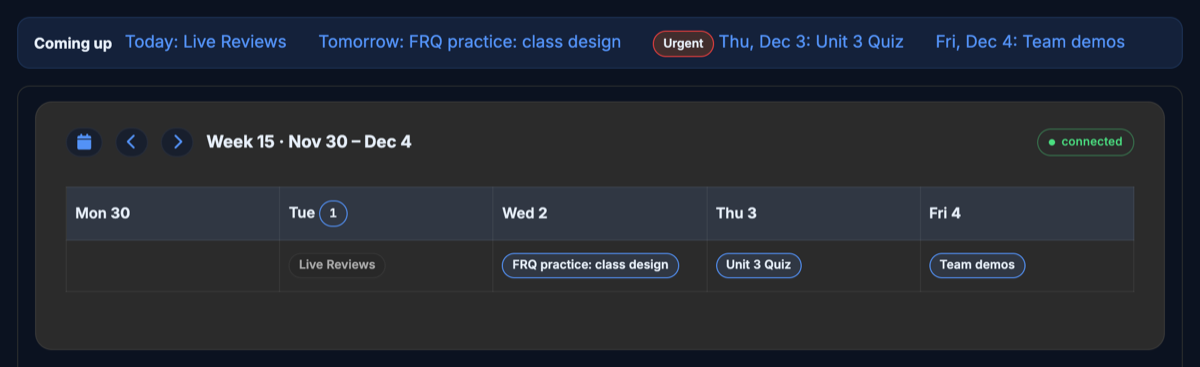 Coming up Today: Live Reviews Tomorrow: FRQ practice: class design Urgent Thu, Dec 3: Unit 3 Quiz Fri, Dec 4: Team demos
Week 15 · Nov 30 – Dec 4 connected
Mon 30 Tue 1 Wed 2 Thu 3 Fri 4
Live Reviews FRQ practice: class design Unit 3 Quiz Team demos